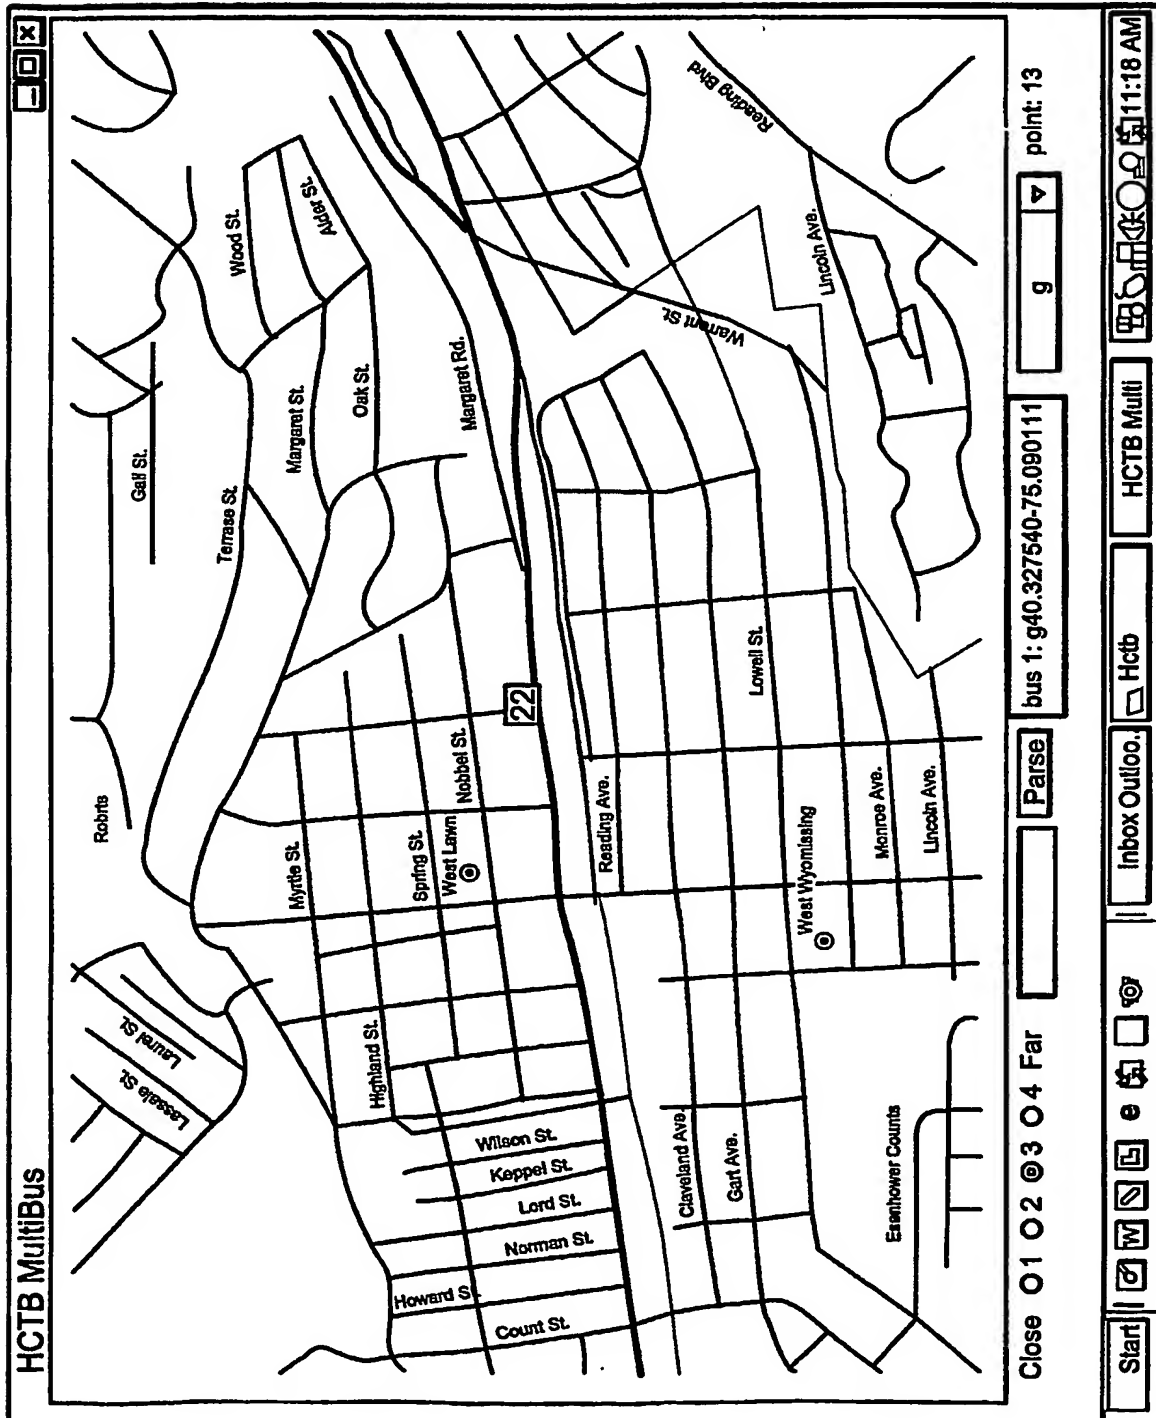 HCTB MultiBus
Robrts
Gall St.
Terrase St.
Wood St.
Alder St.
Laurel St.
Lassale St.
Myrtle St.
Margaret St.
Oak St.
Highland St.
Spring St.
West Lawn
Nobbel St.
Margaret Rd.
22
Wilson St.
Keppel St.
Lord St.
Norman St.
Howard St.
Count St.
Reading Ave.
Reading Blvd
Warrant St.
Cleveland Ave.
Gart Ave.
Lowell St.
West Wyomissing
Lincoln Ave.
Monroe Ave.
Lincoln Ave.
Esenhower Counts
Close 1 2 3 4 Far
Parse
bus 1: g40.327540-75.090111
g
point: 13
Start
W
e
Inbox Outloo..
Hctb
HCTB Multi
11:18 AM